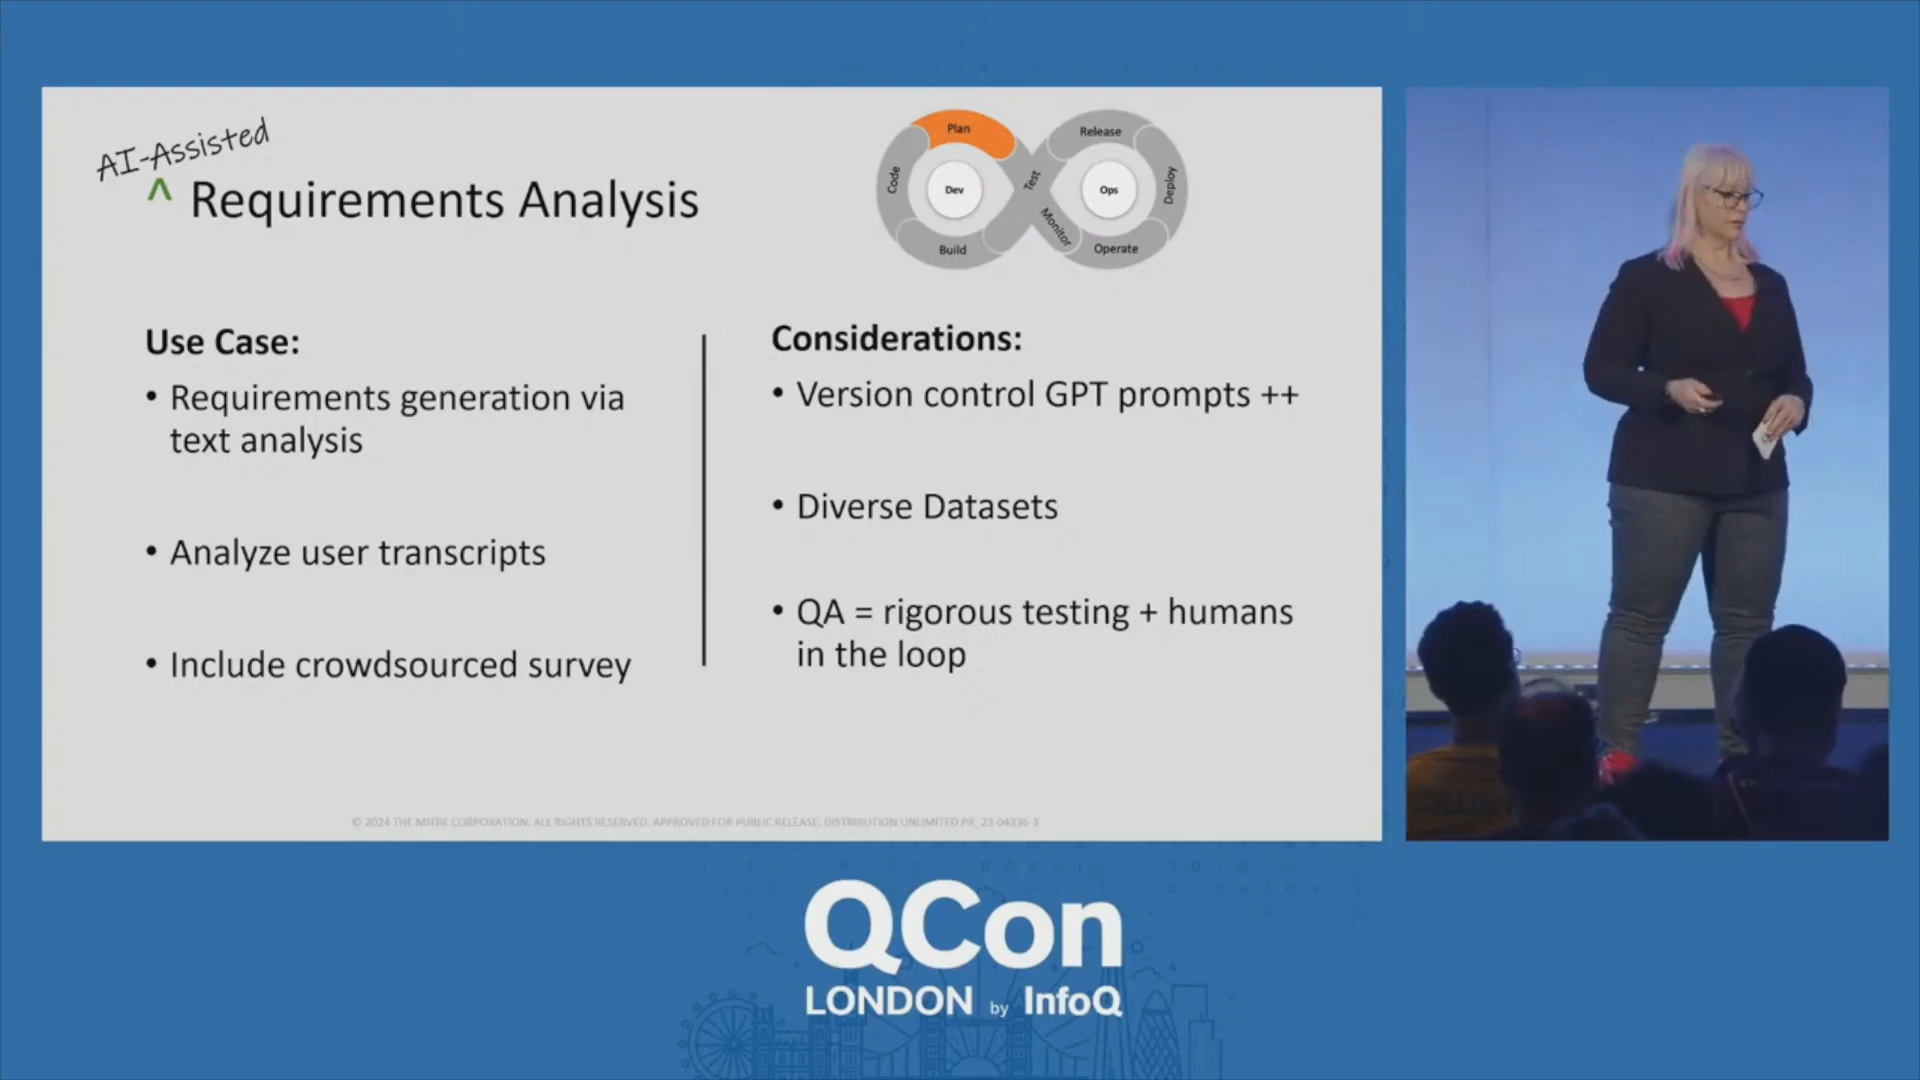 AI-Assisted
^ Requirements Analysis
Plan
Code
Dev
Build
Test
Release
Deploy
Ops
Monitor
Operate
Use Case:
• Requirements generation via
text analysis
• Analyze user transcripts
• Include crowdsourced survey
Considerations:
• Version control GPT prompts ++
• Diverse Datasets
• QA = rigorous testing + humans
in the loop
© 2024 THE MITRE CORPORATION. ALL RIGHTS RESERVED. APPROVED FOR PUBLIC RELEASE. DISTRIBUTION UNLIMITED PR_23-04336-3
QCon
LONDON by InfoQ